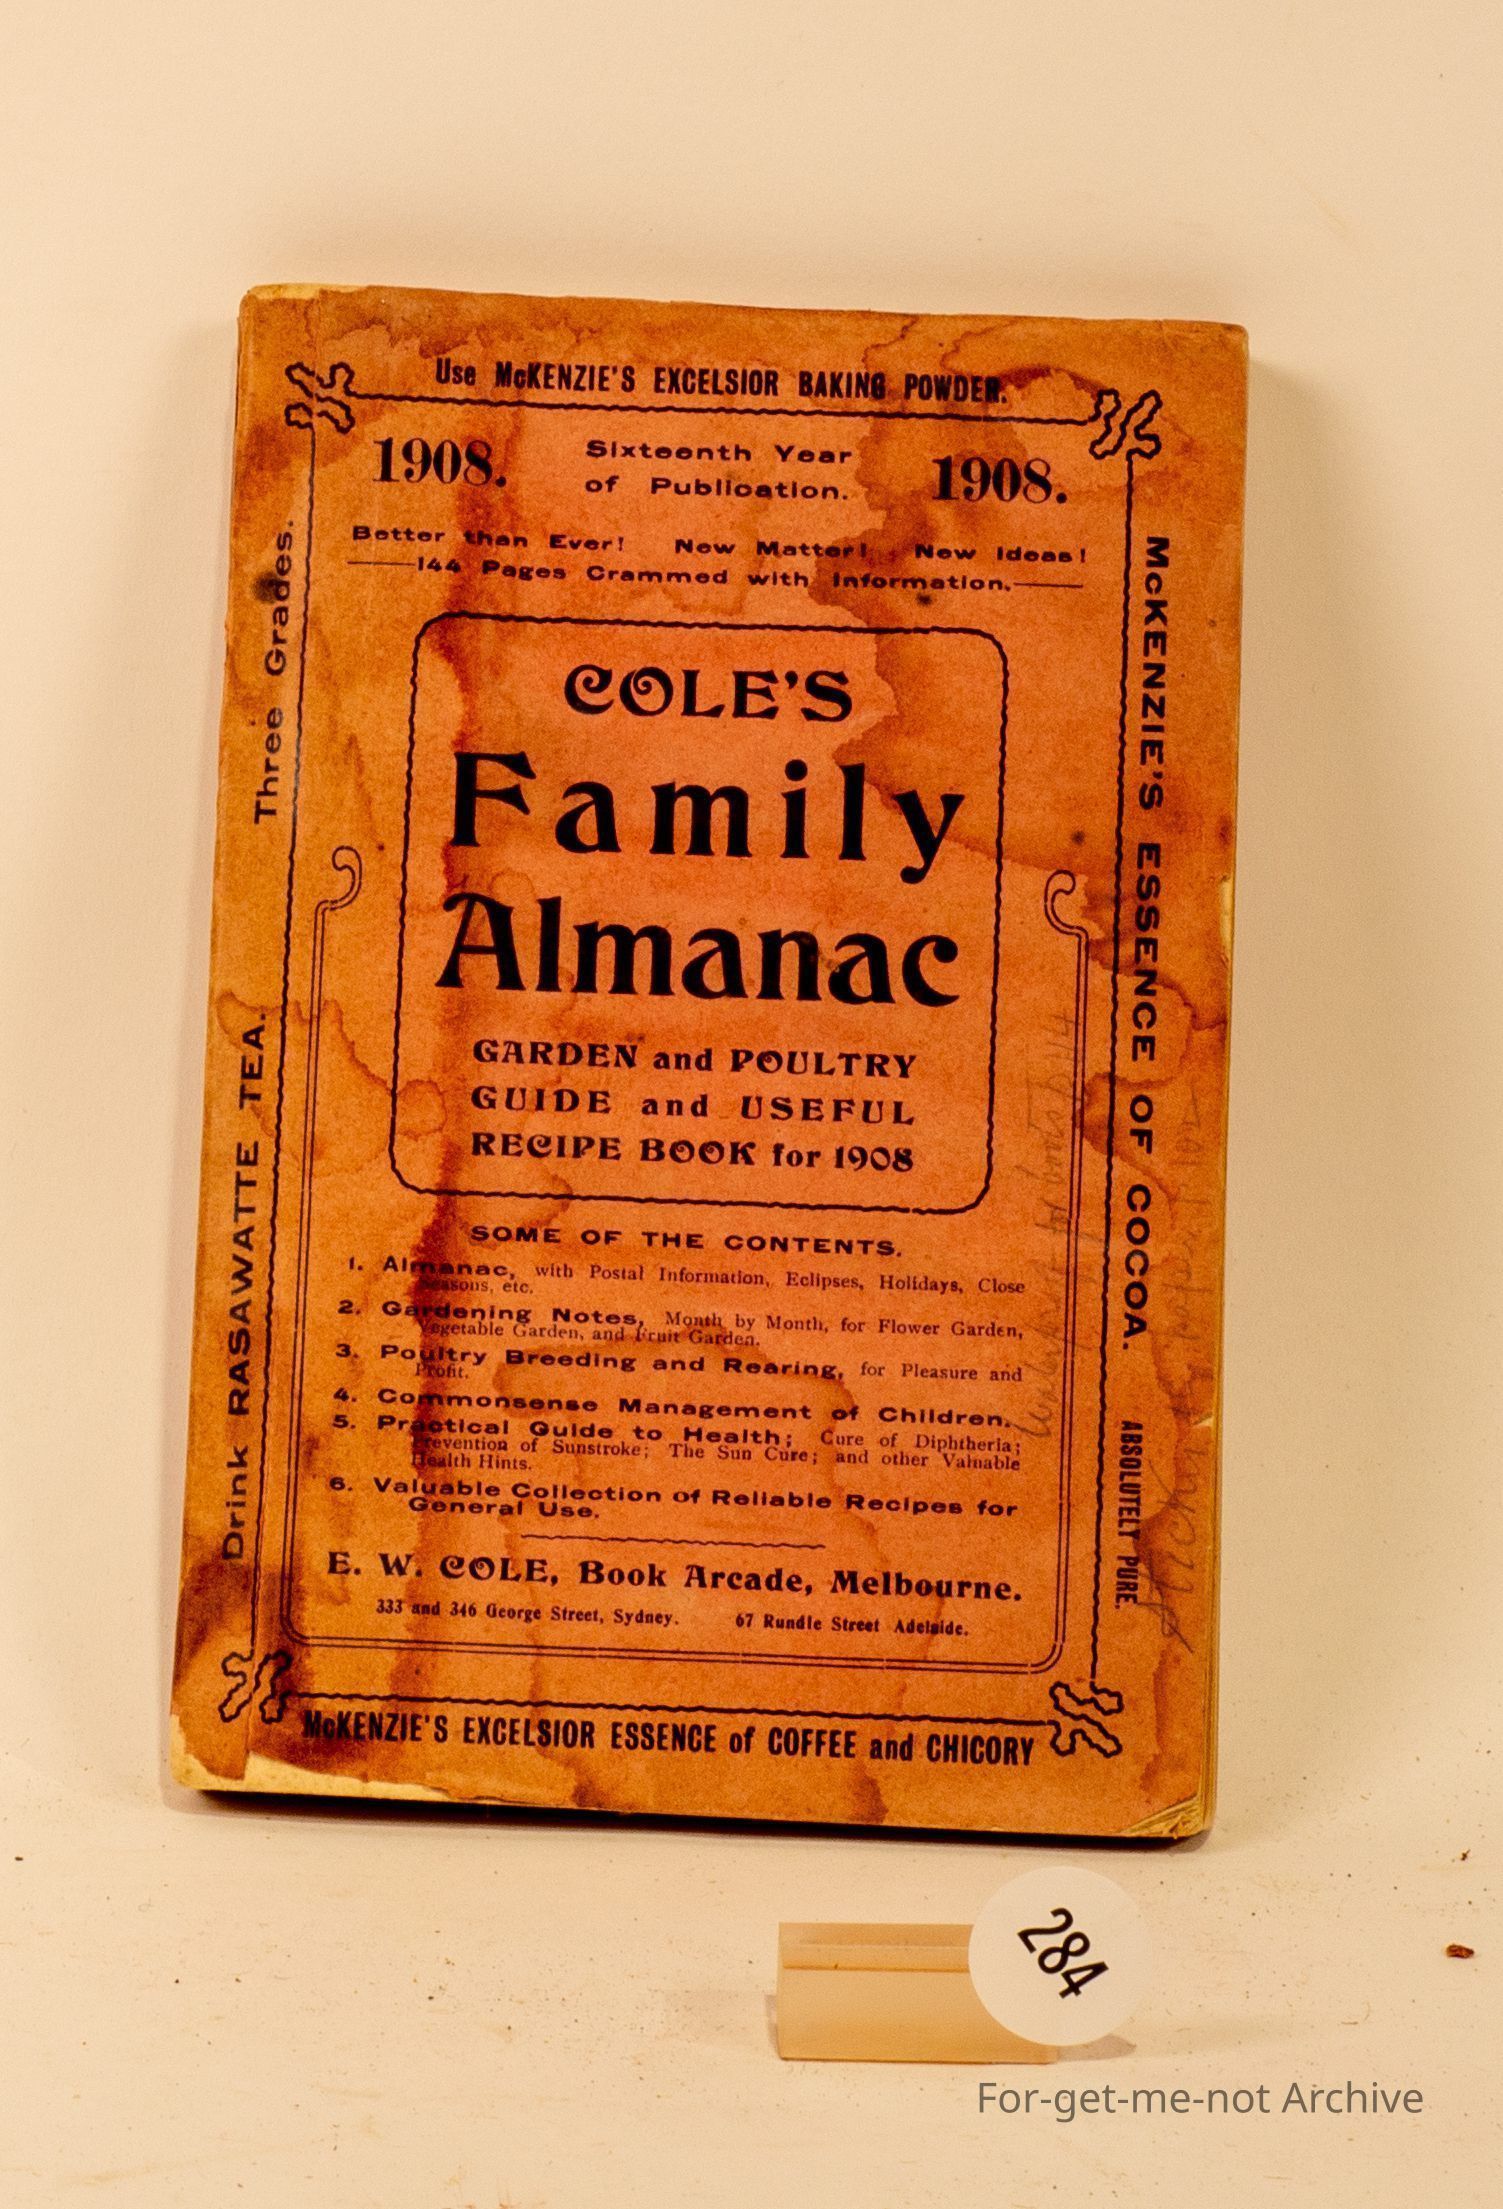 Use McKENZIE'S EXCELSIOR BAKING POWDER.
1908.
Sixteenth Year
of Publication.
1908.
Better than Ever! New Matter! New Ideas!
144 Pages Crammed with Information.
COLE'S
Family
Almanac
GARDEN and POULTRY
GUIDE and USEFUL
RECIPE BOOK for 1908
SOME OF THE CONTENTS.
1. Almanac, with Postal Information, Eclipses, Holidays, Close
Seasons, etc.
2. Gardening Notes, Month by Month, for Flower Garden,
Vegetable Garden, and Fruit Garden.
3. Poultry Breeding and Rearing, for Pleasure and
Profit.
4. Commonsense Management of Children.
5. Practical Guide to Health; Cure of Diphtheria;
Prevention of Sunstroke; The Sun Cure; and other Valuable
Health Hints.
6. Valuable Collection of Reliable Recipes for
General Use.
E. W. COLE, Book Arcade, Melbourne.
333 and 346 George Street, Sydney. 67 Rundle Street Adelaide.
McKENZIE'S EXCELSIOR ESSENCE of COFFEE and CHICORY
Drink RASAWATTE TEA. Three Grades.
McKENZIE'S ESSENCE OF COCOA. ABSOLUTELY PURE.
284
For-get-me-not Archive